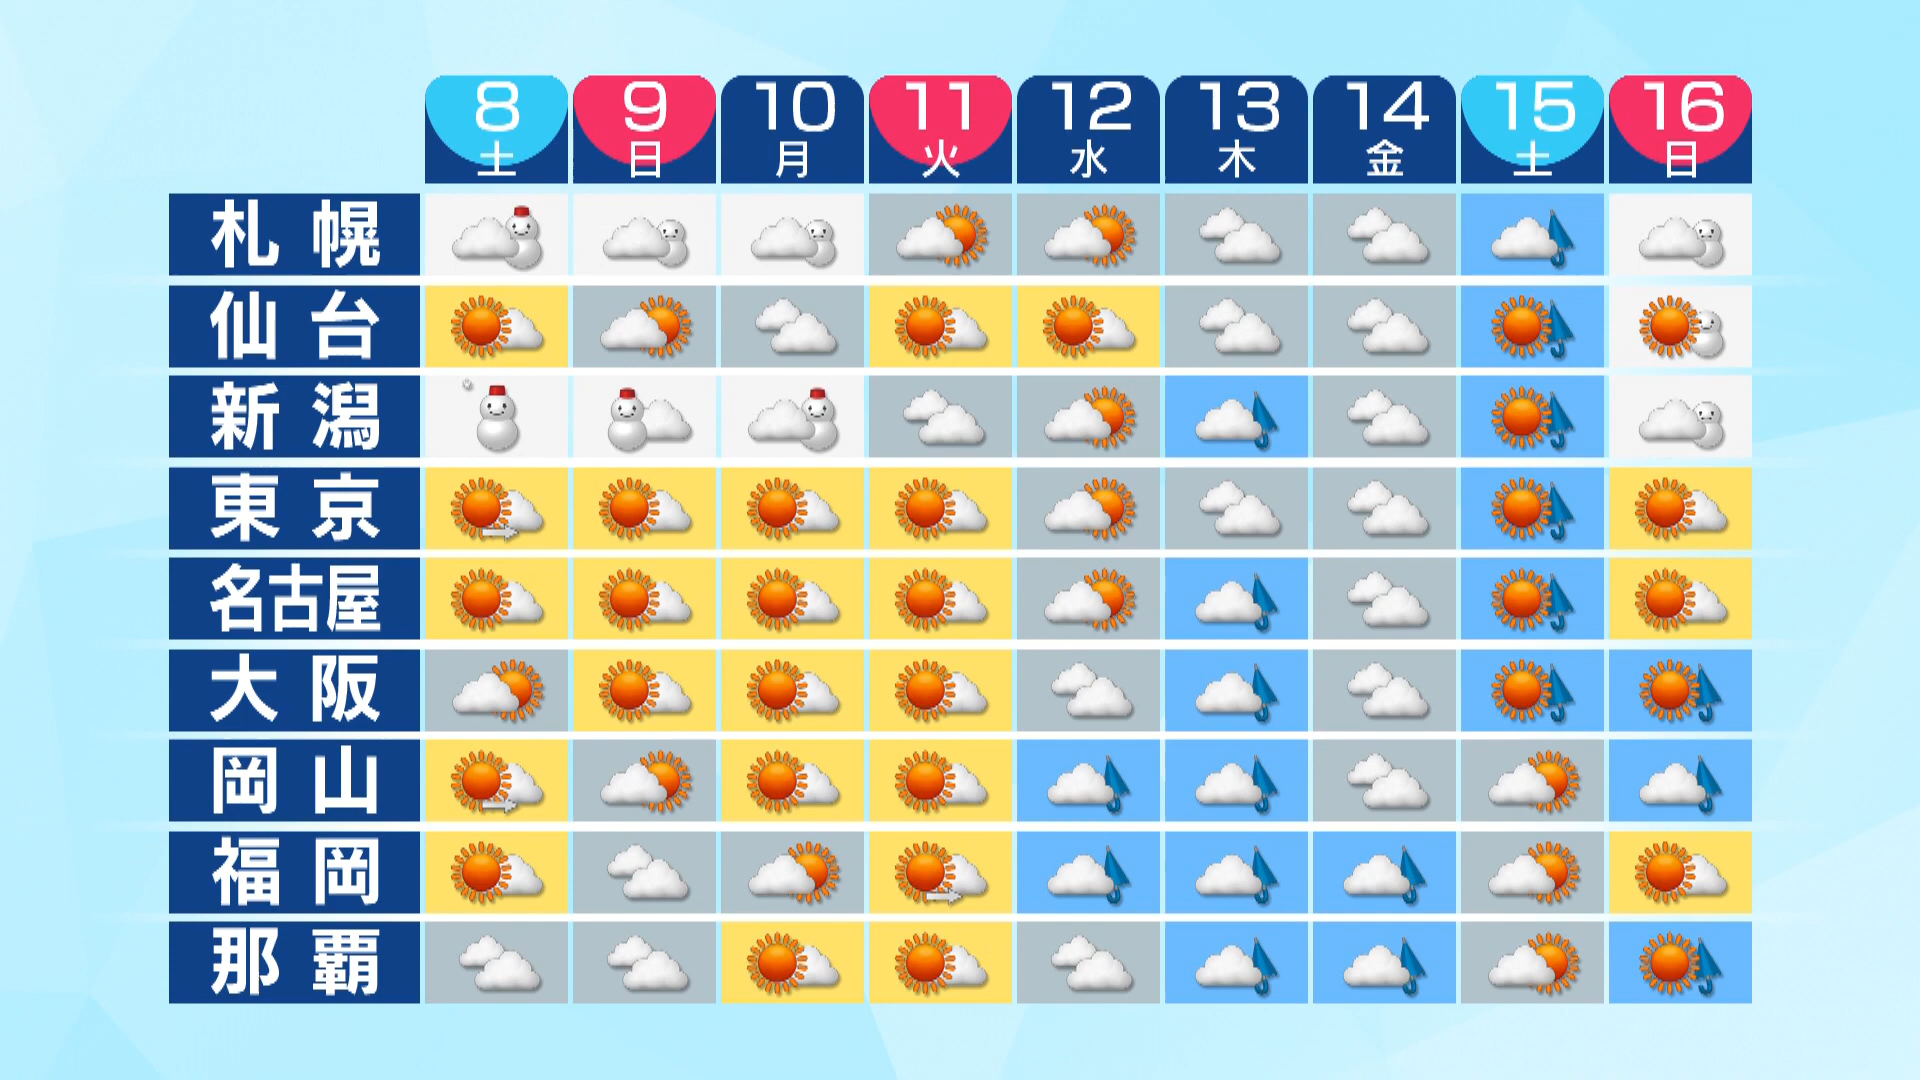 8 9 10 11 12 13 14 15 16
土 日 月 火 水 木 金 土 日
札幌
仙台
新潟
東京
名古屋
大阪
岡山
福岡
那覇